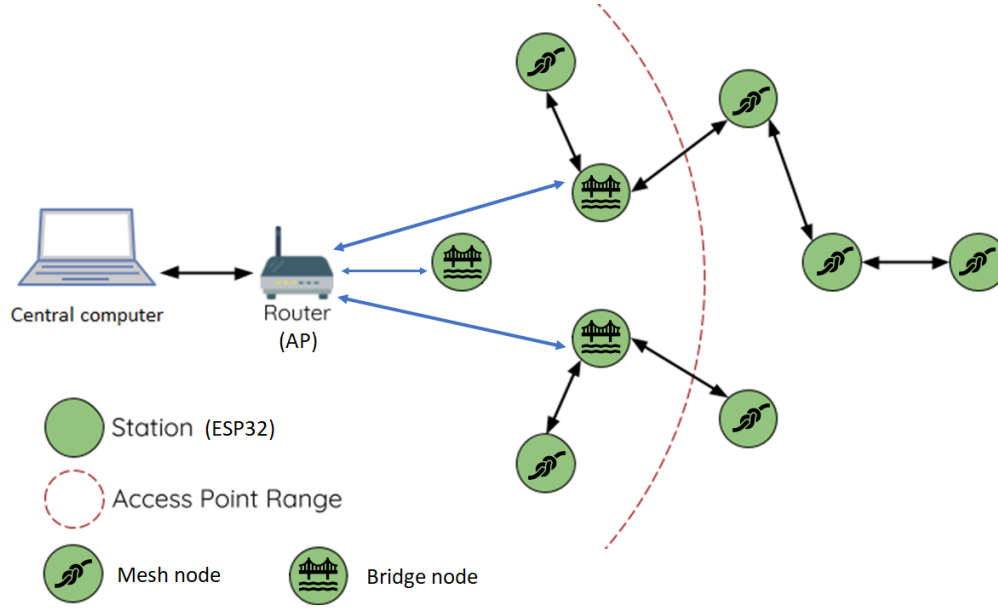 Central computer
Router
(AP)
Station (ESP32)
Access Point Range
Mesh node
Bridge node